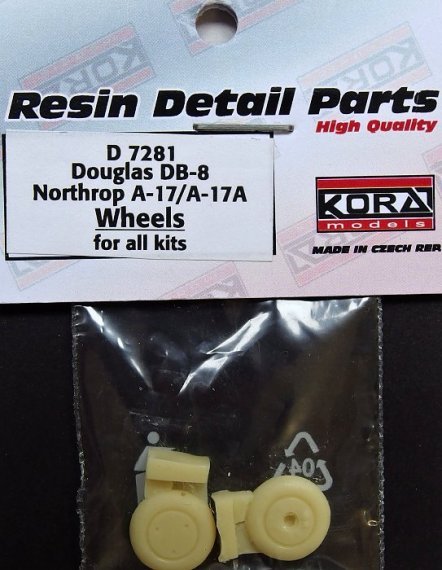 Resin Detail Parts
High Quality
D 7281
Douglas DB-8
Northrop A-17/A-17A
Wheels
for all kits
KORA
models
MADE IN CZECH REP
04